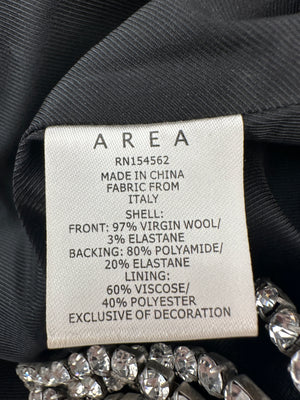 AREA
RN154562
MADE IN CHINA
FABRIC FROM
ITALY
SHELL:
FRONT: 97% VIRGIN WOOL/
3% ELASTANE
BACKING: 80% POLYAMIDE/
20% ELASTANE
LINING:
60% VISCOSE/
40% POLYESTER
EXCLUSIVE OF DECORATION